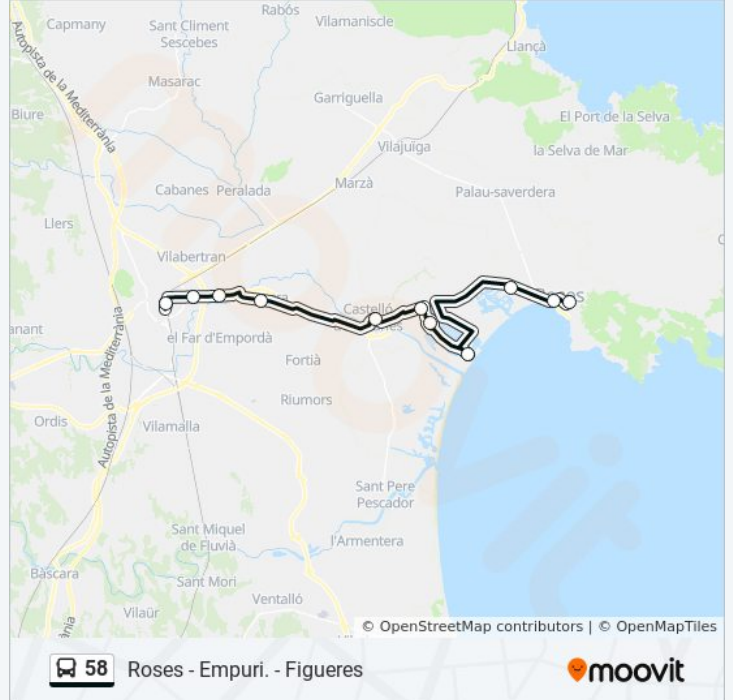 Rabós
Capmany
Sant Climent
Sescebes
Vilamaniscle
Llançà
Autopista de la Mediterrània
Masarac
Garriguella
Biure
El Port de la Selva
Vilajuïga
la Selva de Mar
Cabanes
Peralada
Marzà
Palau-saverdera
Llers
Vilabertran
Castelló
el Far d'Empordà
Fortià
Autopista de la Mediterrània
Riumors
Ordis
Vilamalla
Sant Pere
Pescador
Sant Miquel
de Fluvià
l'Armentera
Bàscara
Sant Mori
Ventalló
Vilaür
© OpenStreetMap contributors | © OpenMapTiles
58 Roses - Empuri. - Figueres
moovit